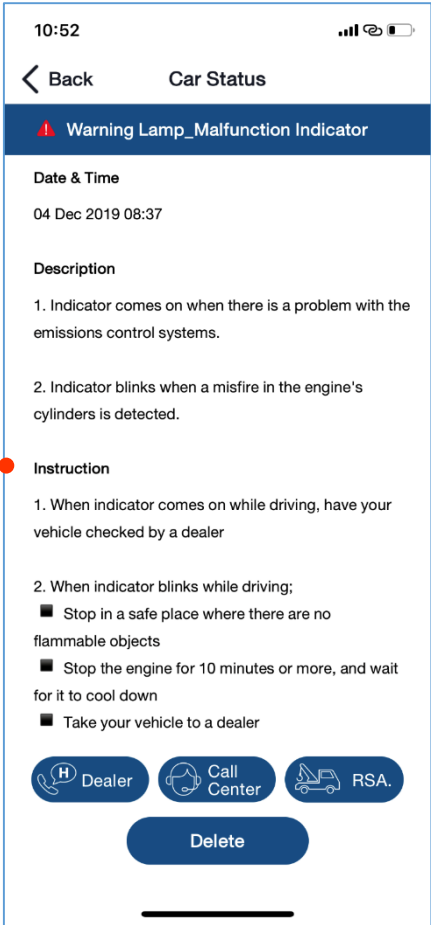 10:52
Back Car Status
Warning Lamp_Malfunction Indicator
Date & Time
04 Dec 2019 08:37
Description
1. Indicator comes on when there is a problem with the
emissions control systems.
2. Indicator blinks when a misfire in the engine's
cylinders is detected.
Instruction
1. When indicator comes on while driving, have your
vehicle checked by a dealer
2. When indicator blinks while driving;
■ Stop in a safe place where there are no
flammable objects
■ Stop the engine for 10 minutes or more, and wait
for it to cool down
■ Take your vehicle to a dealer
H Dealer
Call
Center
RSA.
Delete